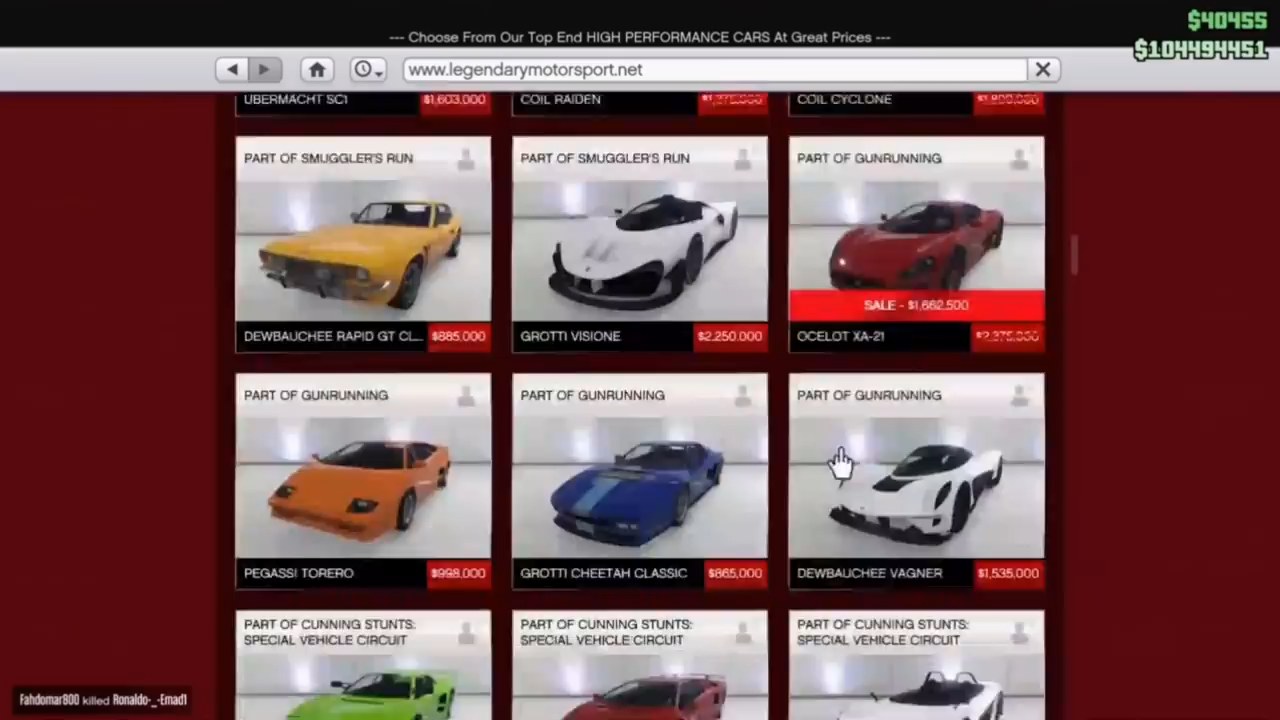 $40455
$104494451
--- Choose From Our Top End HIGH PERFORMANCE CARS At Great Prices ---
www.legendarymotorsport.net
UBERMACHT SC1 $1,603,000
COIL RAIDEN
COIL CYCLONE
PART OF SMUGGLER'S RUN
PART OF SMUGGLER'S RUN
PART OF GUNRUNNING
SALE - $1,662,500
DEWBAUCHEE RAPID GT CL... $885,000
GROTTI VISIONE $2,250,000
OCELOT XA-21 $2,375,000
PART OF GUNRUNNING
PART OF GUNRUNNING
PART OF GUNRUNNING
PEGASSI TORERO $998,000
GROTTI CHEETAH CLASSIC $865,000
DEWBAUCHEE VAGNER $1,535,000
PART OF CUNNING STUNTS:
SPECIAL VEHICLE CIRCUIT
PART OF CUNNING STUNTS:
SPECIAL VEHICLE CIRCUIT
PART OF CUNNING STUNTS:
SPECIAL VEHICLE CIRCUIT
Fahdomar800 killed Ronaldo-_-Emad1